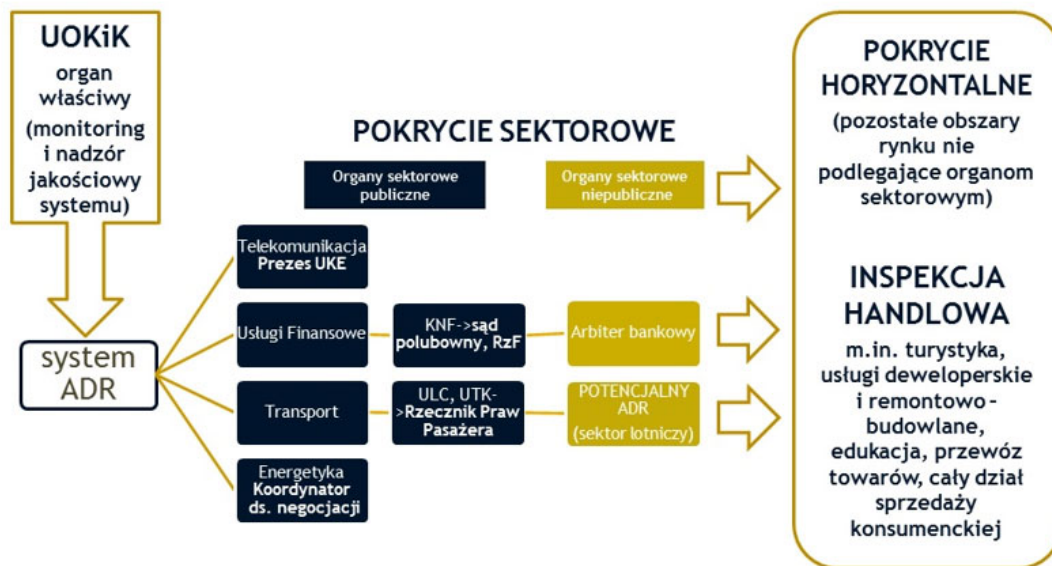 UOKiK
organ
właściwy
(monitoring
i nadzór
jakościowy
systemu)
system
ADR
POKRYCIE SEKTOROWE
Organy sektorowe
publiczne
Organy sektorowe
niepubliczne
Telekomunikacja
Prezes UKE
Usługi Finansowe
KNF->sąd
polubowny, RzF
Arbiter bankowy
Transport
ULC, UTK-
>Rzecznik Praw
Pasażera
POTENCJALNY
ADR
(sektor lotniczy)
Energetyka
Koordynator
ds. negocjacji
POKRYCIE
HORYZONTALNE
(pozostałe obszary
rynku nie
podlegające organom
sektorowym)
INSPEKCJA
HANDLOWA
m.in. turystyka,
usługi deweloperskie
i remontowo-
budowlane,
edukacja, przewóz
towarów, cały dział
sprzedaży
konsumenckiej